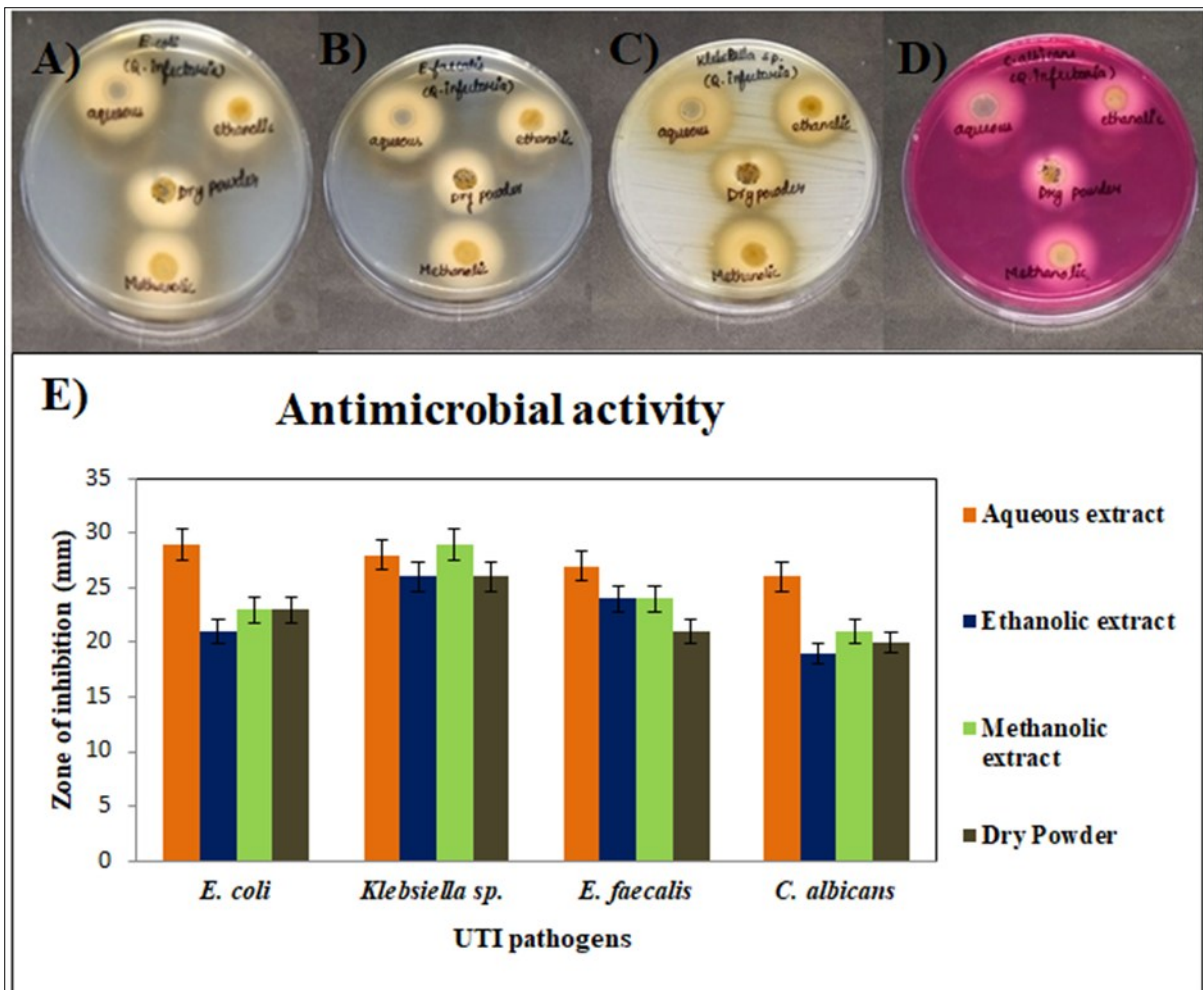 A)
E.coli
(Q.infectoria)
aqueous
ethanolic
Dry powder
Methanolic
B)
E.faecalis
(Q.infectoria)
aqueous
ethanolic
Dry powder
Methanolic
C)
Klebsiella sp.
(Q.infectoria)
aqueous
ethanolic
Dry powder
Methanolic
D)
C.albicans
(Q.infectoria)
aqueous
ethanolic
Dry powder
Methanolic
E)
Antimicrobial activity
Zone of inhibition (mm)
35
30
25
20
15
10
5
0
E. coli
Klebsiella sp.
E. faecalis
C. albicans
UTI pathogens
Aqueous extract
Ethanolic extract
Methanolic
extract
Dry Powder